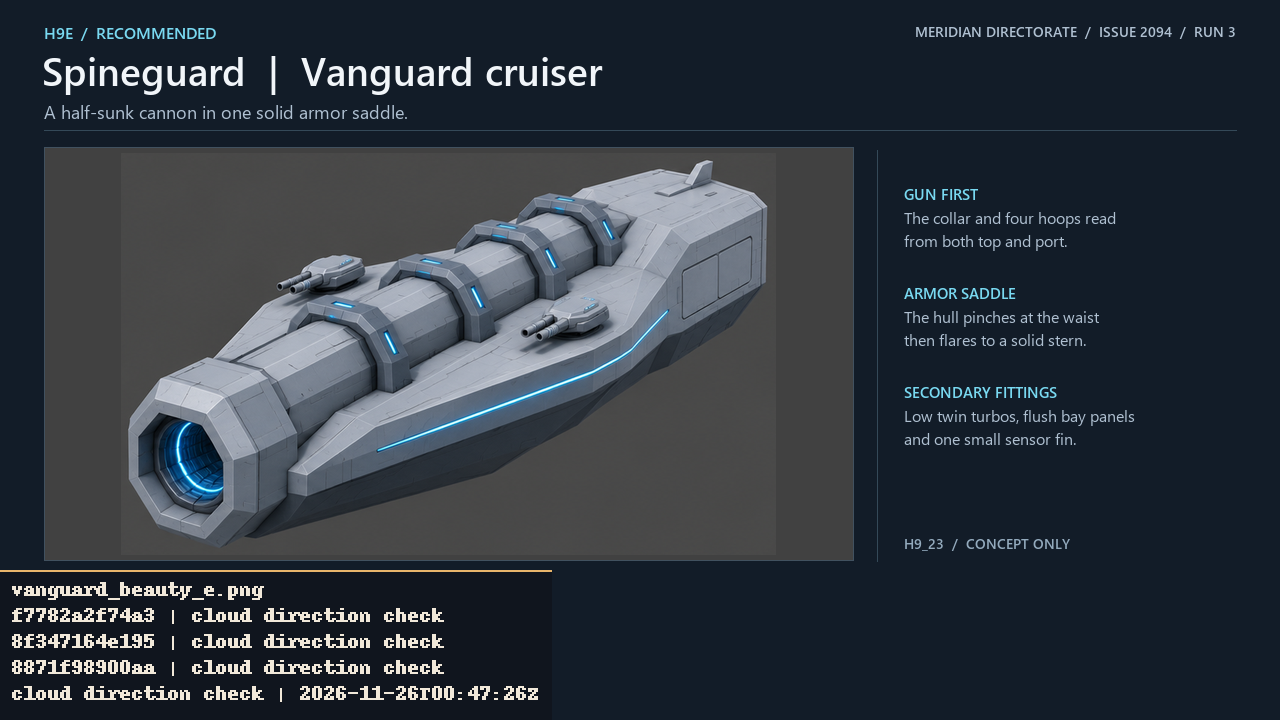 H9E / RECOMMENDED
MERIDIAN DIRECTORATE / ISSUE 2094 / RUN 3
Spineguard | Vanguard cruiser
A half-sunk cannon in one solid armor saddle.
GUN FIRST
The collar and four hoops read
from both top and port.
ARMOR SADDLE
The hull pinches at the waist
then flares to a solid stern.
SECONDARY FITTINGS
Low twin turbos, flush bay panels
and one small sensor fin.
H9_23 / CONCEPT ONLY
vanguard_beauty_e.png
f7782a2f74a3 | cloud direction check
8f347164e195 | cloud direction check
8871f98900aa | cloud direction check
cloud direction check | 2026-11-26T00:47:26Z